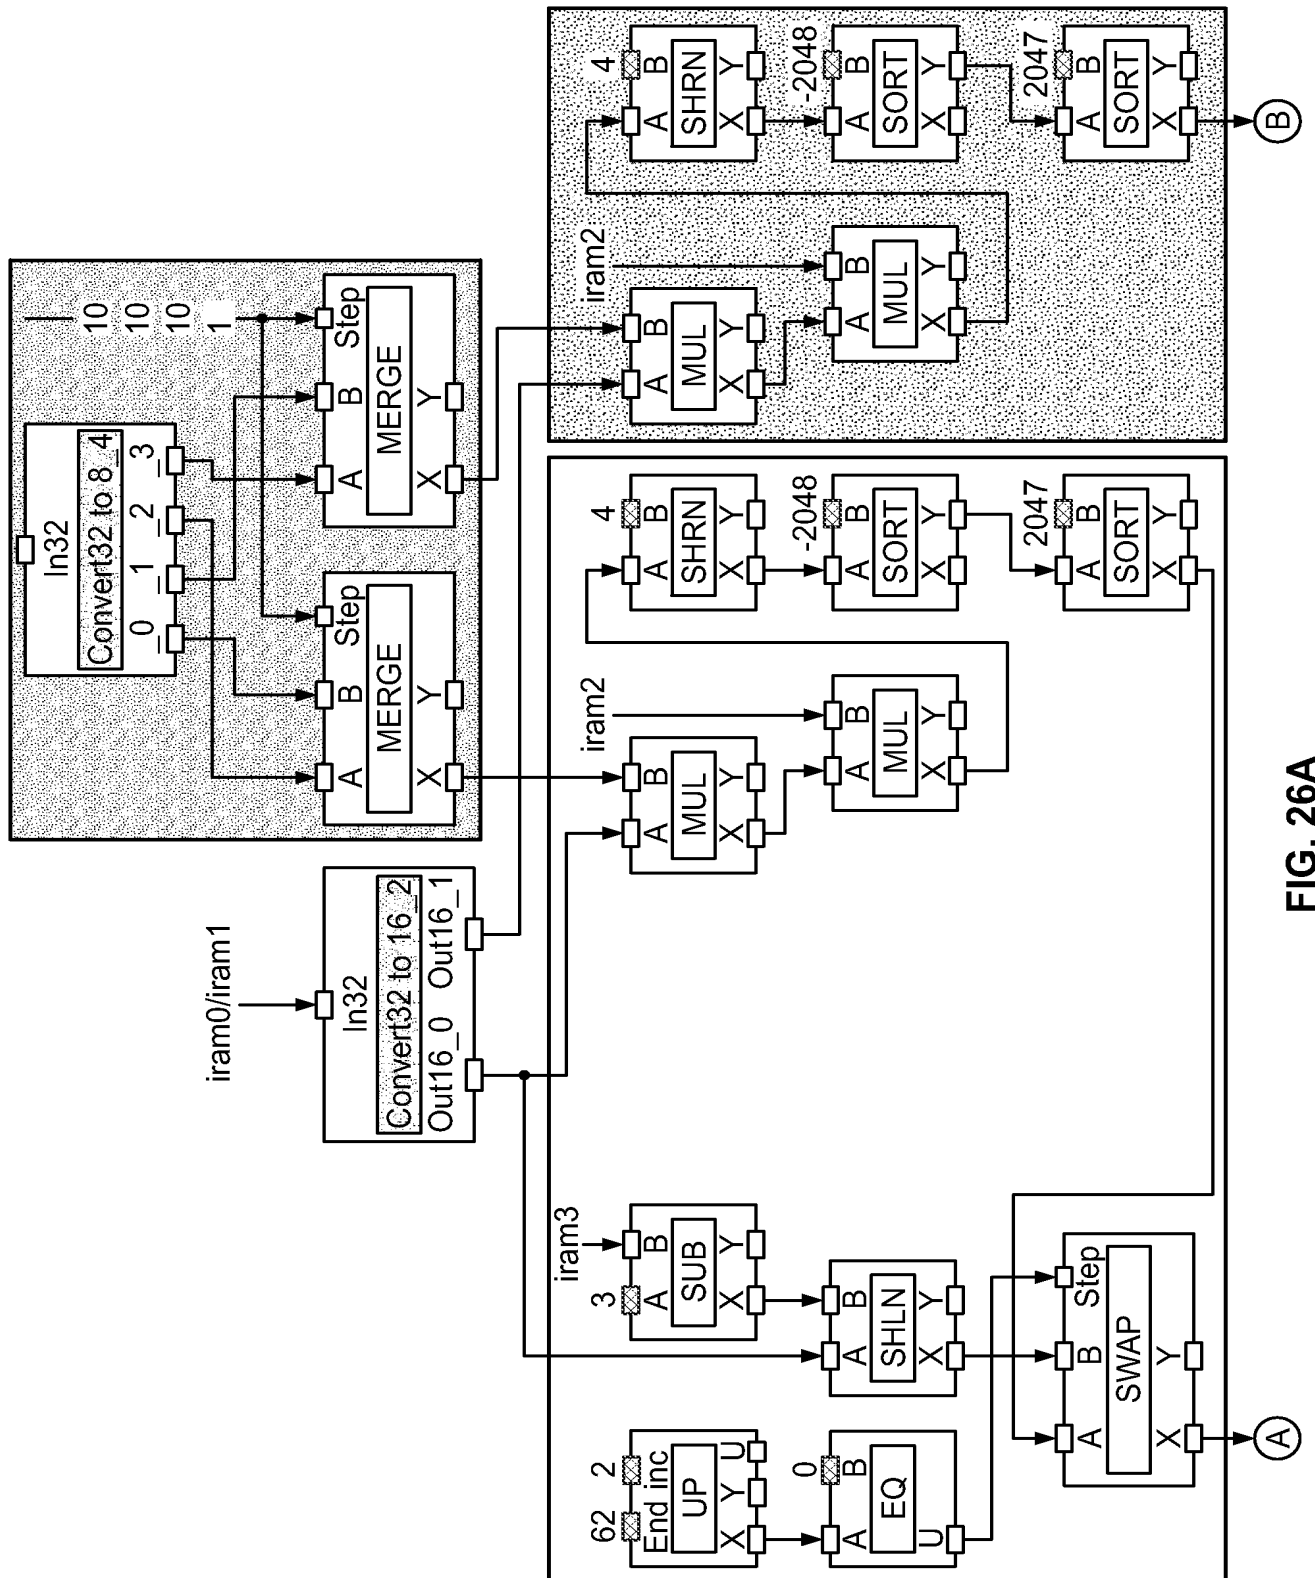 In32
Convert32 to 8_4
_0 _1 _2 _3
10
10
10
1
A B Step
MERGE
X Y
A B Step
MERGE
X Y
iram0/iram1
In32
Convert32 to 16_2
Out16_0 Out16_1
62 2
End inc
UP
X Y U
0
A B
EQ
U
3 iram3
A B
SUB
X Y
A B
SHLN
X Y
A B Step
SWAP
X Y
A
A B
MUL
X Y
iram2
A B
MUL
X Y
4
A B
SHRN
X Y
-2048
A B
SORT
X Y
2047
A B
SORT
X Y
A B
MUL
X Y
iram2
A B
MUL
X Y
4
A B
SHRN
X Y
-2048
A B
SORT
X Y
2047
A B
SORT
X Y
B
FIG. 26A